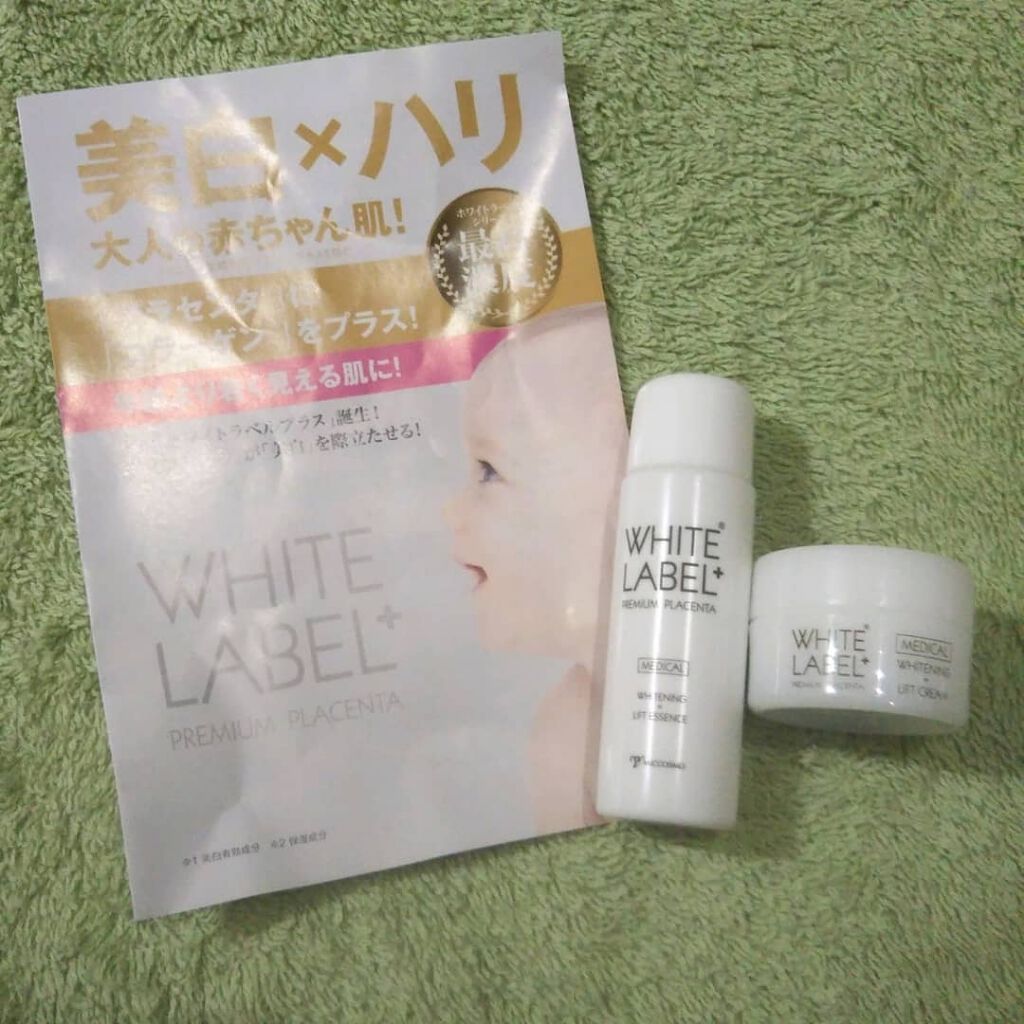 美白×ハリ
大人の赤ちゃん肌!
ホワイトラベル
シリーズ
をプラス!
見える肌に!
ホワイトラベルプラス」誕生!
が「美白」を際立たせる!
WHITE
LABEL+
PREMIUM PLACENTA
※1 美白有効成分 ※2 保湿成分
WHITE®
LABEL+
PREMIUM PLACENTA
MEDICAL
WHITENING
+
LIFT ESSENCE
WHITE®
LABEL+
PREMIUM PLACENTA
MEDICAL
WHITENING
+
LIFT CREAM